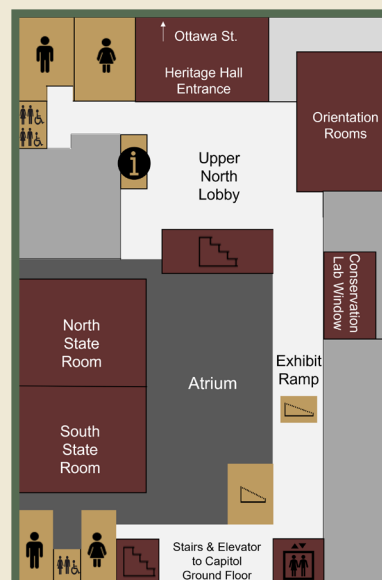 Ottawa St.
Heritage Hall
Entrance
Orientation
Rooms
i
Upper
North
Lobby
Conservation
Lab Window
North
State
Room
Atrium
Exhibit
Ramp
South
State
Room
Stairs & Elevator
to Capitol
Ground Floor